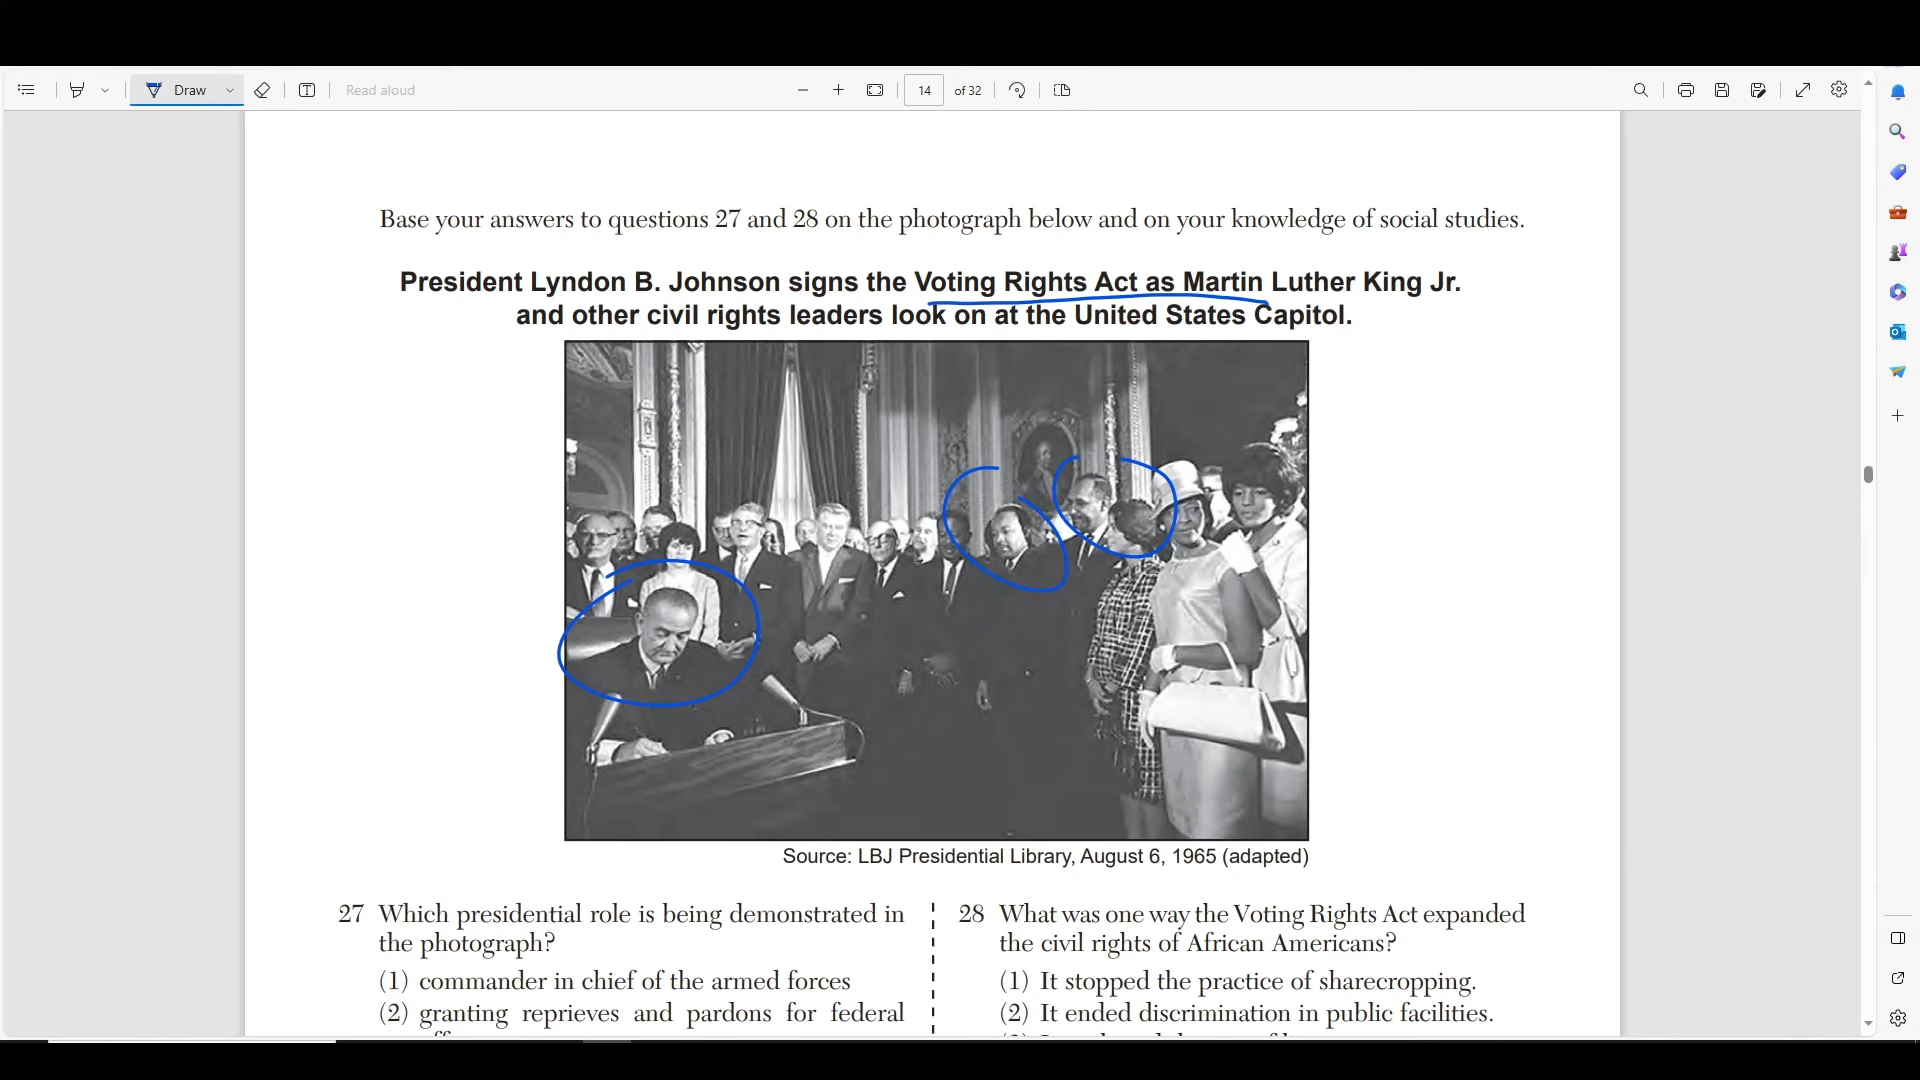 Draw
Read aloud
14
of 32
Base your answers to questions 27 and 28 on the photograph below and on your knowledge of social studies.
President Lyndon B. Johnson signs the Voting Rights Act as Martin Luther King Jr.
and other civil rights leaders look on at the United States Capitol.
Source: LBJ Presidential Library, August 6, 1965 (adapted)
27 Which presidential role is being demonstrated in
the photograph?
(1) commander in chief of the armed forces
(2) granting reprieves and pardons for federal
28 What was one way the Voting Rights Act expanded
the civil rights of African Americans?
(1) It stopped the practice of sharecropping.
(2) It ended discrimination in public facilities.